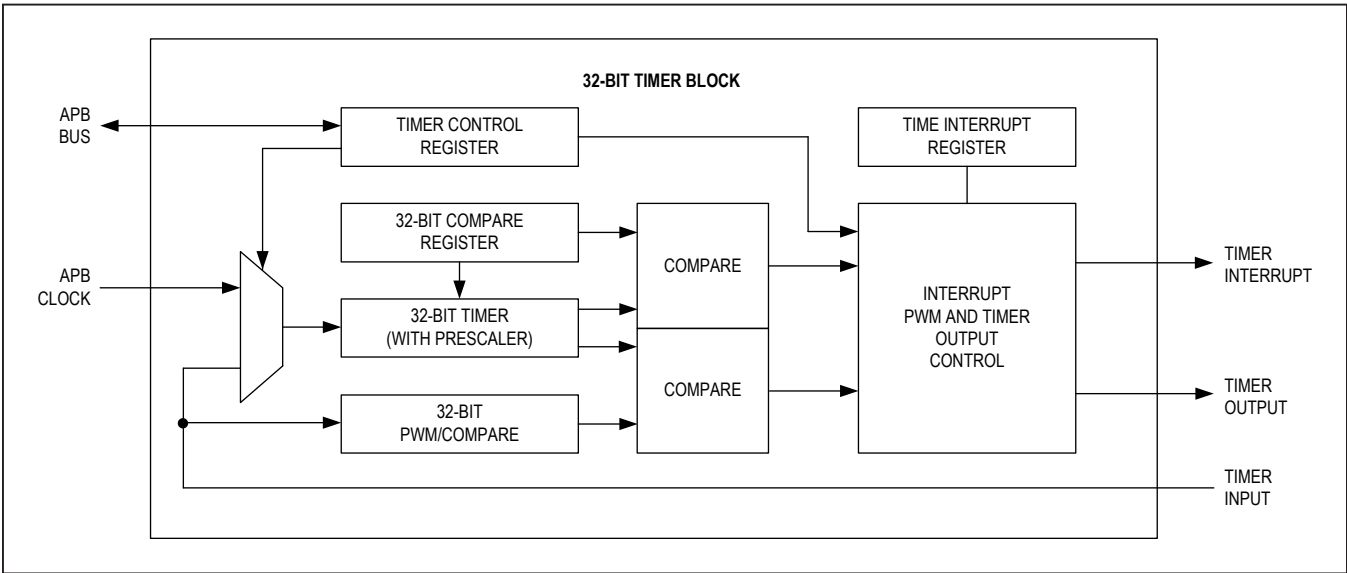 32-BIT TIMER BLOCK
APB
BUS
TIMER CONTROL
REGISTER
TIME INTERRUPT
REGISTER
32-BIT COMPARE
REGISTER
COMPARE
APB
CLOCK
32-BIT TIMER
(WITH PRESCALER)
INTERRUPT
PWM AND TIMER
OUTPUT
CONTROL
TIMER
INTERRUPT
COMPARE
32-BIT
PWM/COMPARE
TIMER
OUTPUT
TIMER
INPUT